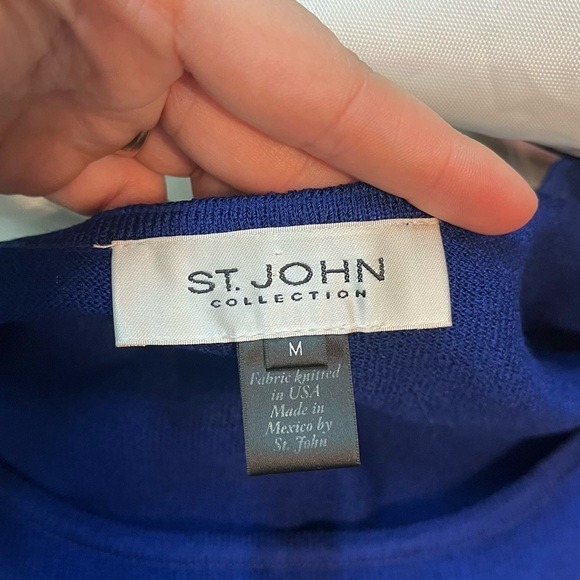 ST. JOHN
COLLECTION
M
Fabric knitted
in USA
Made in
Mexico by
St. John